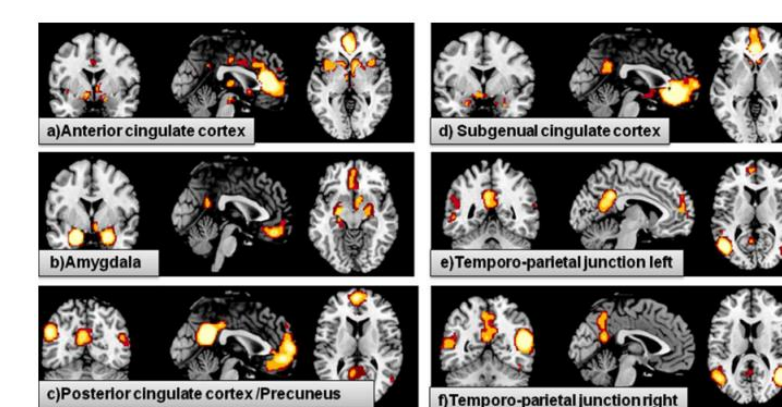 a)Anterior cingulate cortex
b)Amygdala
c)Posterior cingulate cortex/Precuneus
d) Subgenual cingulate cortex
e)Temporo-parietal junction left
f)Temporo-parietal junction right